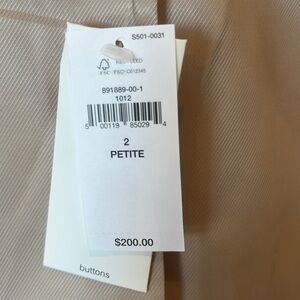 S501-0031
RECYCLED
FSC
891889-00-1
1012
5 00119 85029 4
2
PETITE
$200.00
buttons